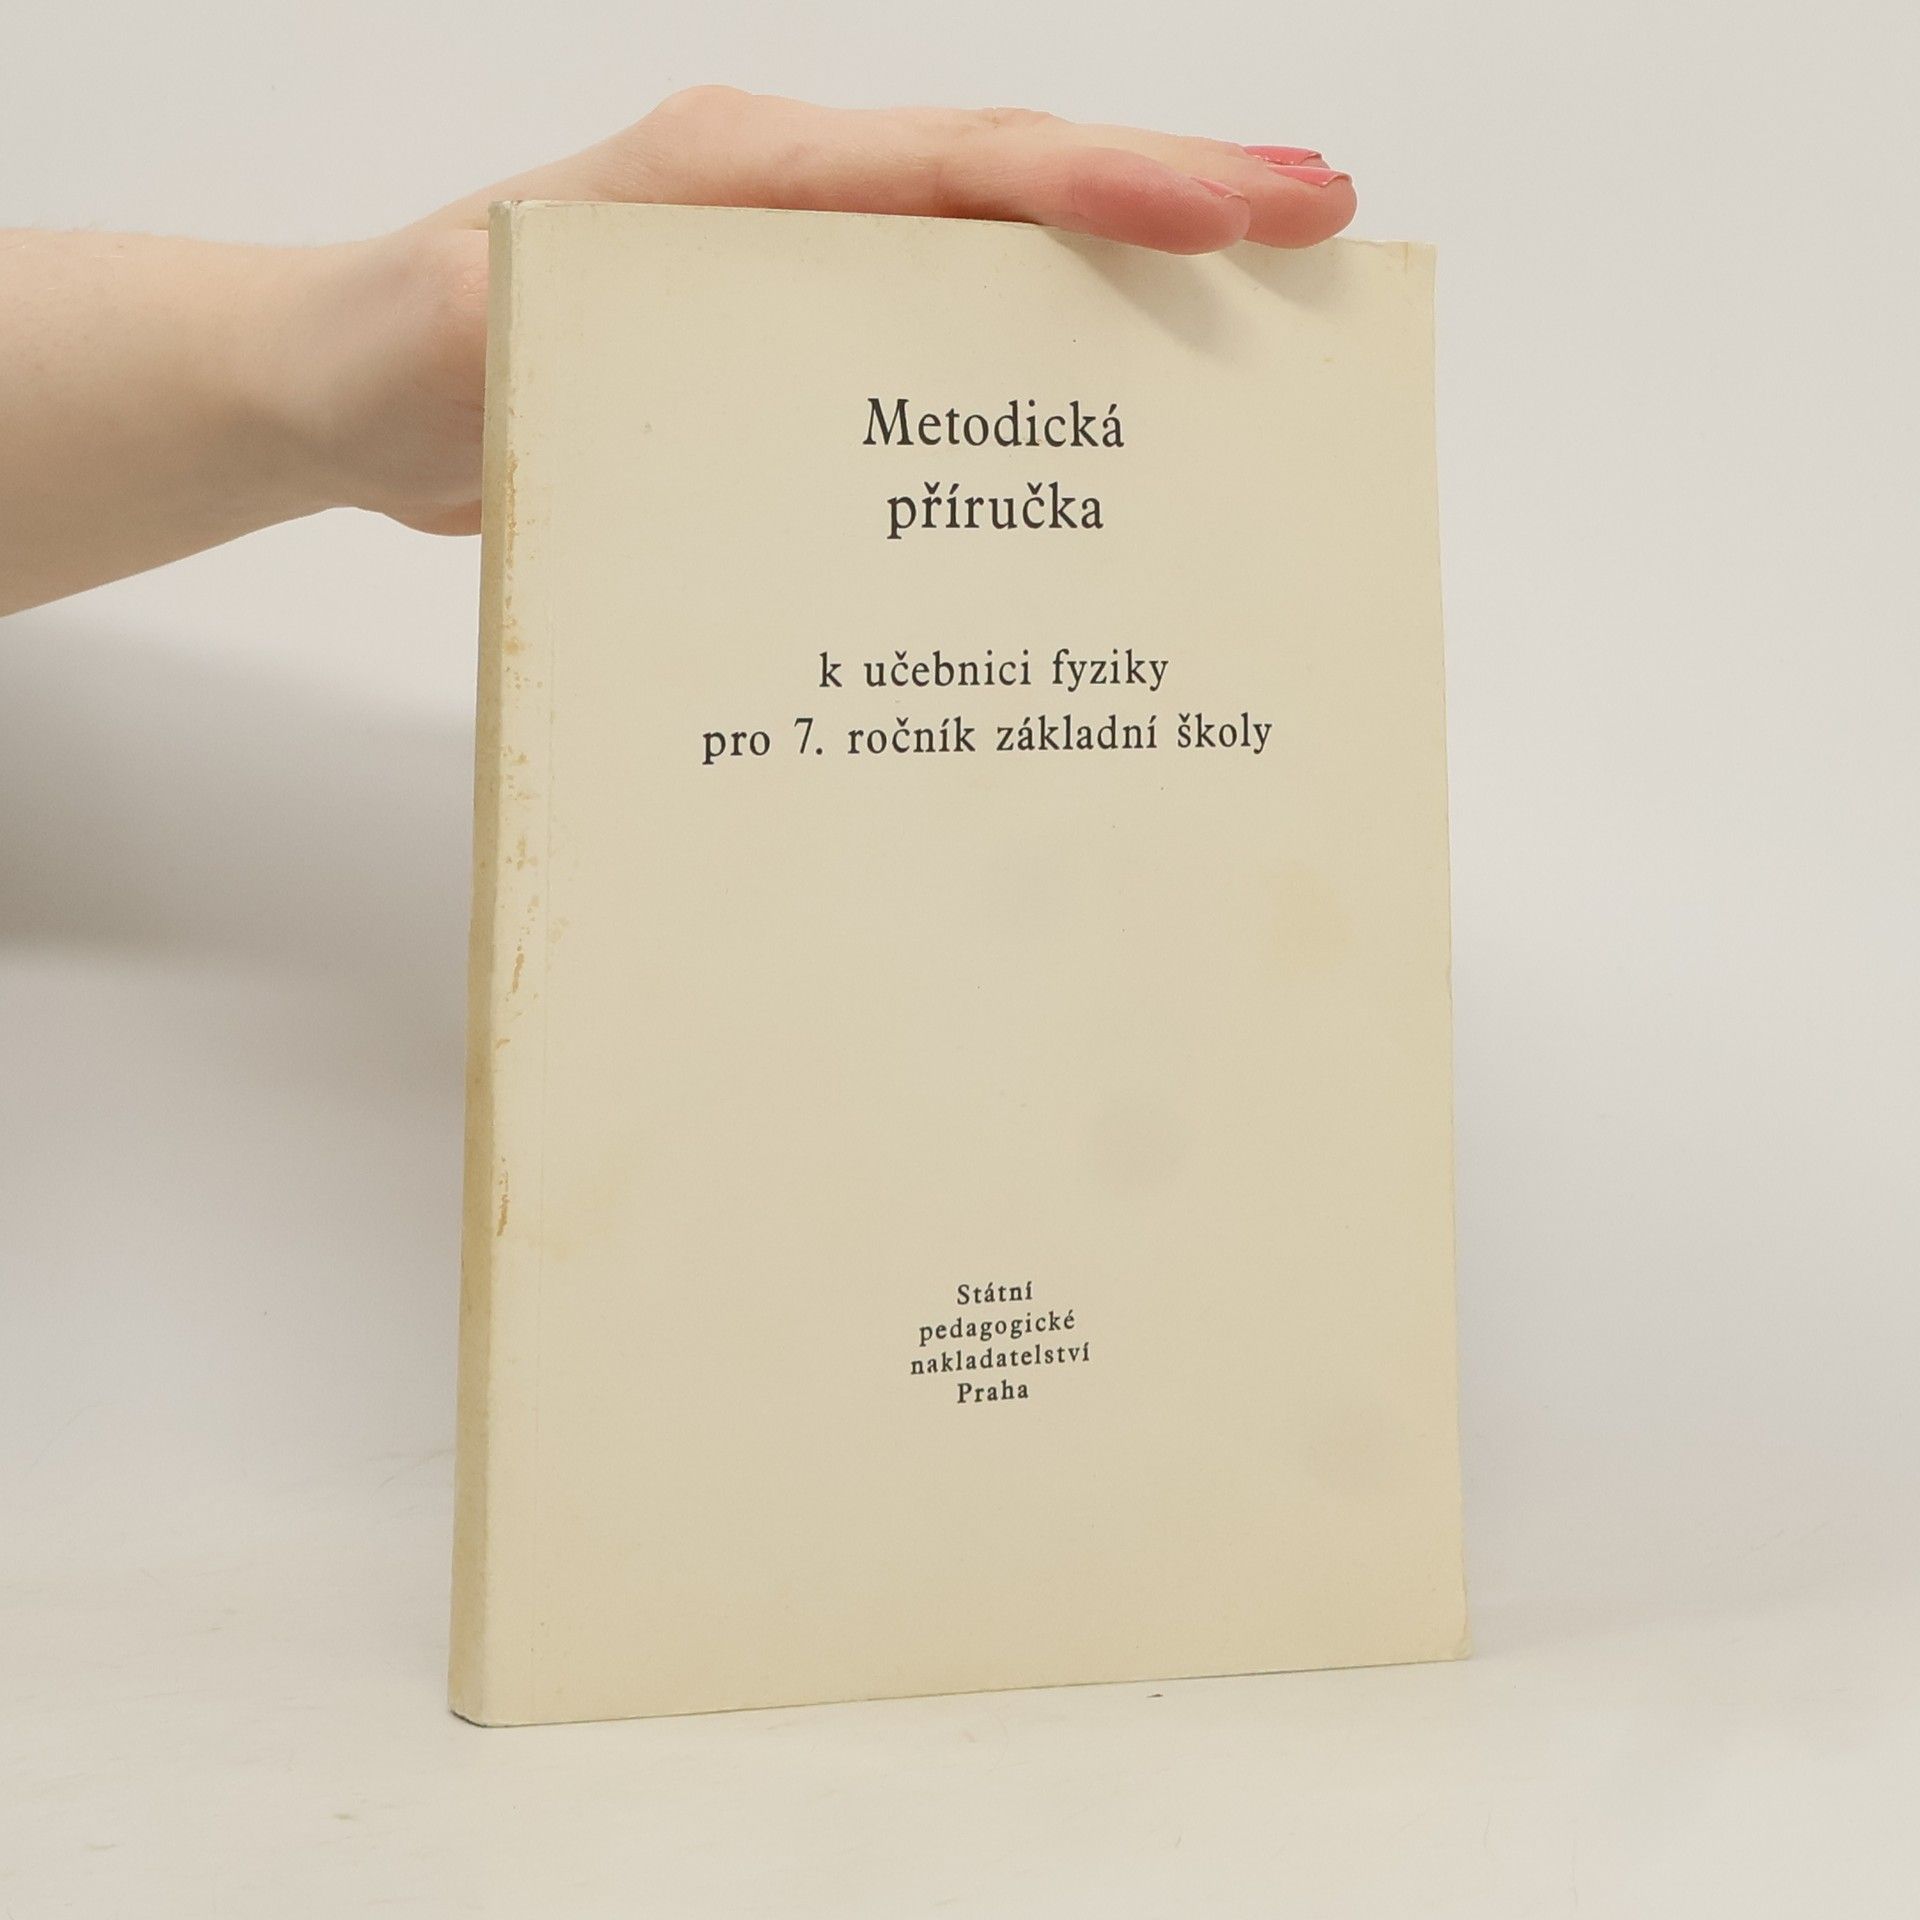 Metodická
příručka
k učebnici fyziky
pro 7. ročník základní školy
Státní
pedagogické
nakladatelství
Praha